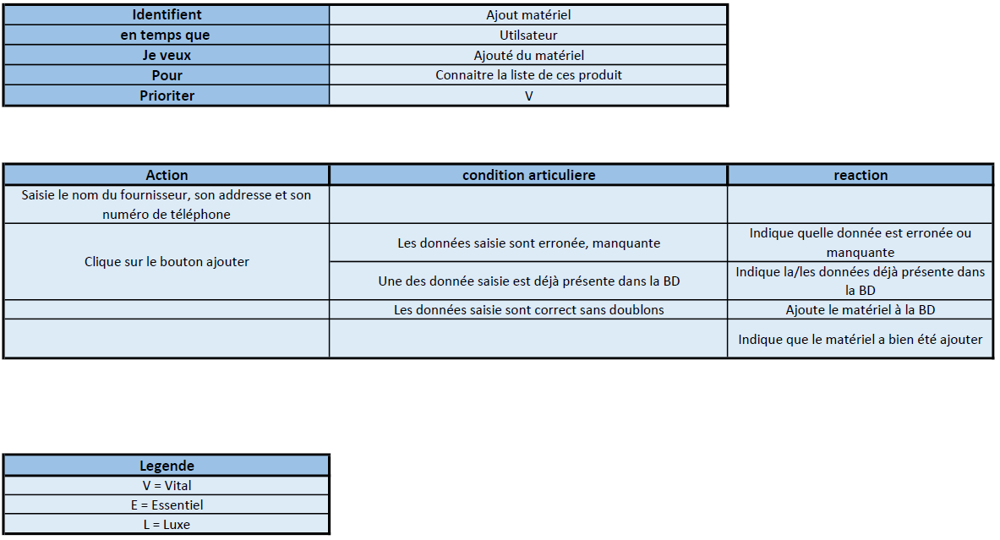 Identifient Ajout matériel
en temps que Utilsateur
Je veux Ajouté du matériel
Pour Connaitre la liste de ces produit
Prioriter V
Action condition articuliere reaction
Saisie le nom du fournisseur, son addresse et son
numéro de téléphone
Clique sur le bouton ajouter
Les données saisie sont erronée, manquante
Indique quelle donnée est erronée ou
manquante
Une des donnée saisie est déjà présente dans la BD
Indique la/les données déjà présente dans
la BD
Les données saisie sont correct sans doublons Ajoute le matériel à la BD
Indique que le matériel a bien été ajouter
Legende
V = Vital
E = Essentiel
L = Luxe